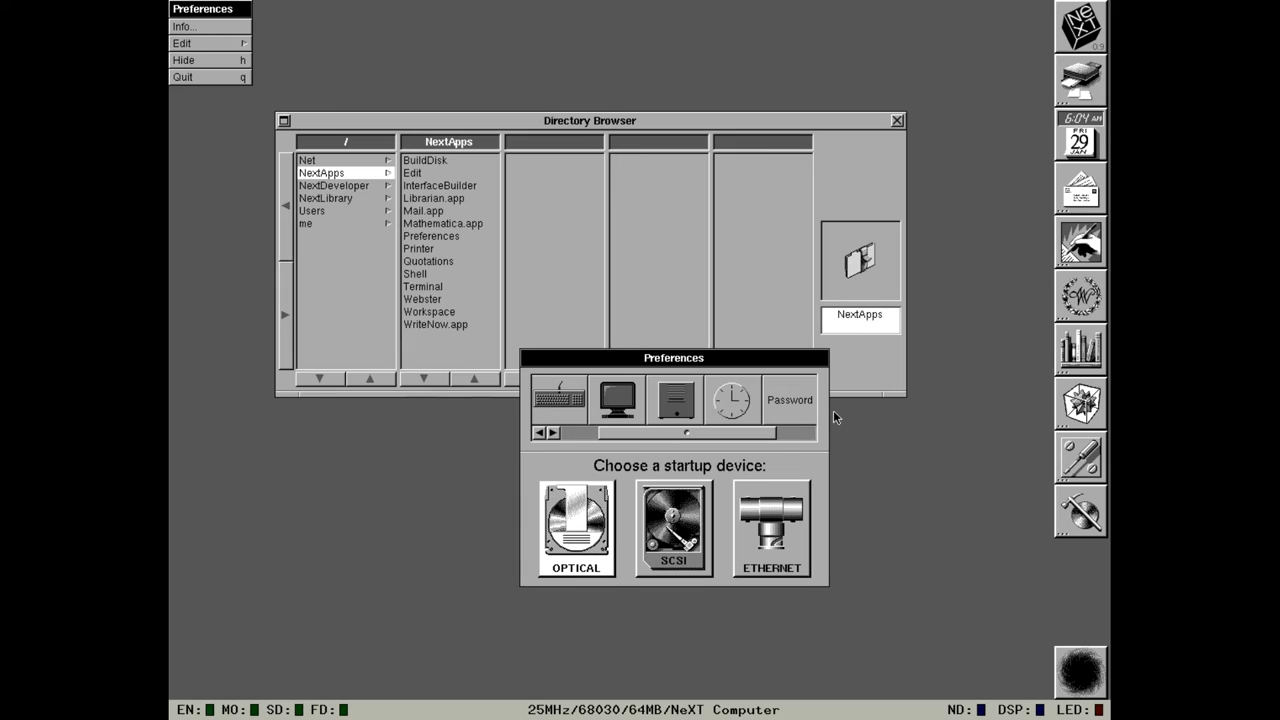 Preferences
Info...
Edit
Hide h
Quit q
Directory Browser
/
Net
NextApps
NextDeveloper
NextLibrary
Users
me
NextApps
BuildDisk
Edit
InterfaceBuilder
Librarian.app
Mail.app
Mathematica.app
Preferences
Printer
Quotations
Shell
Terminal
Webster
Workspace
WriteNow.app
NextApps
Preferences
Password
Choose a startup device:
OPTICAL
SCSI
ETHERNET
NeXT
0.9
6:04 AM
FRI
29
JAN
EN: MO: SD: FD:
25MHz/68030/64MB/NeXT Computer
ND: DSP: LED: